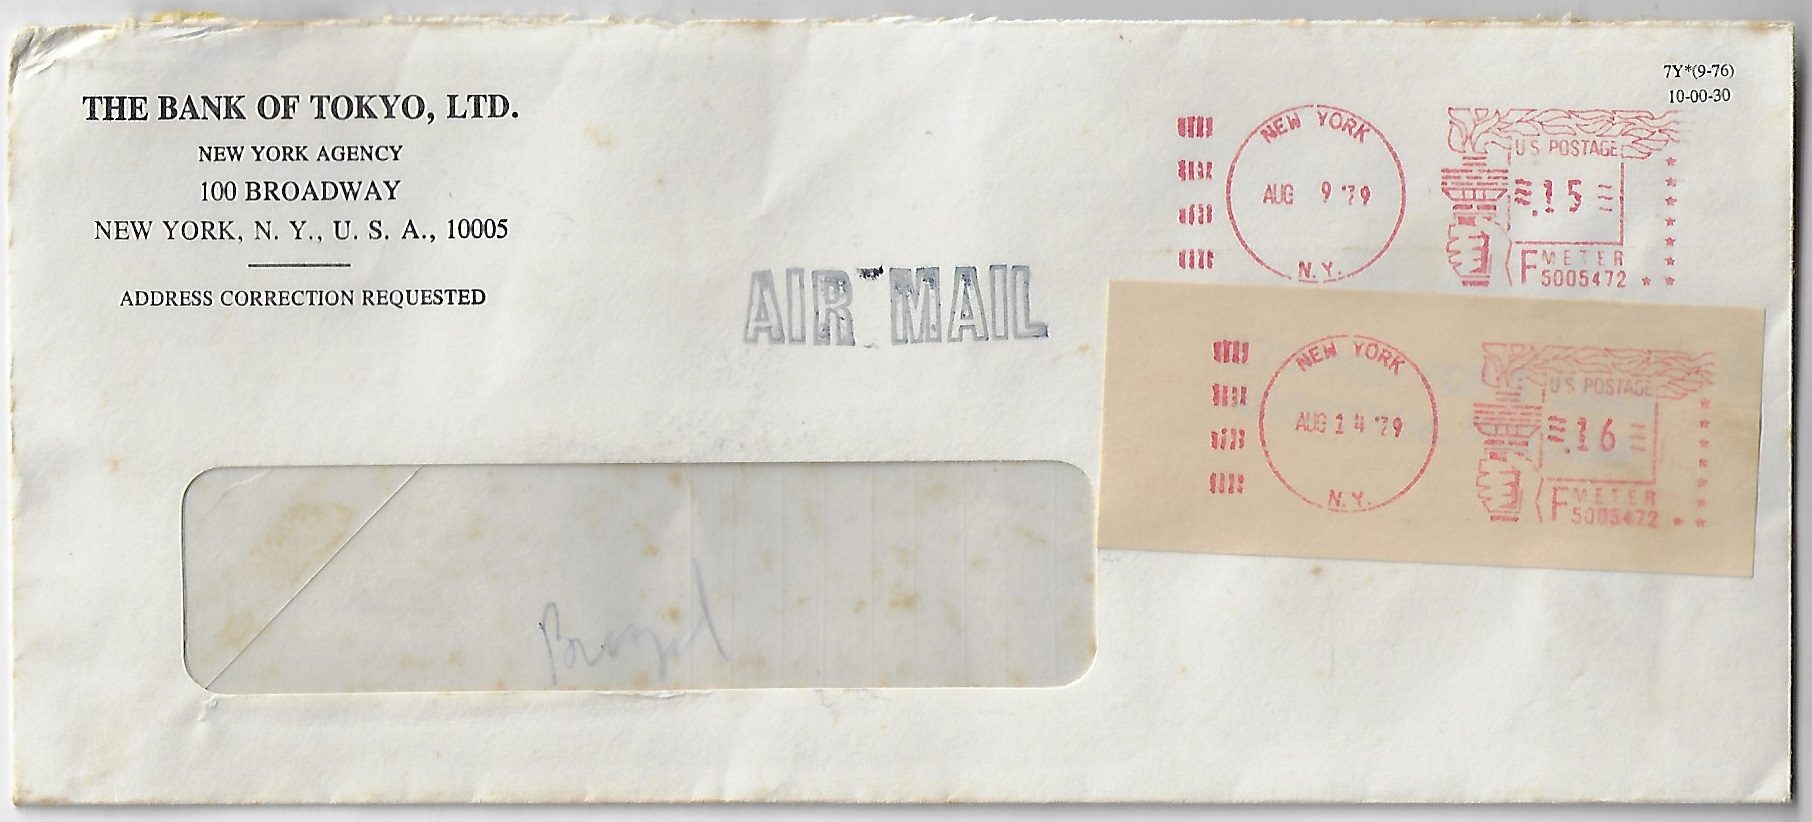 THE BANK OF TOKYO, LTD.
NEW YORK AGENCY
100 BROADWAY
NEW YORK, N. Y., U. S. A., 10005
ADDRESS CORRECTION REQUESTED
7Y*(9-76)
10-00-30
NEW YORK
AUG 9 '79
N.Y.
U S POSTAGE
.15
F METER
5005472
AIR MAIL
NEW YORK
AUG 14 '79
N.Y.
U S POSTAGE
.16
F METER
5005472
Brazil